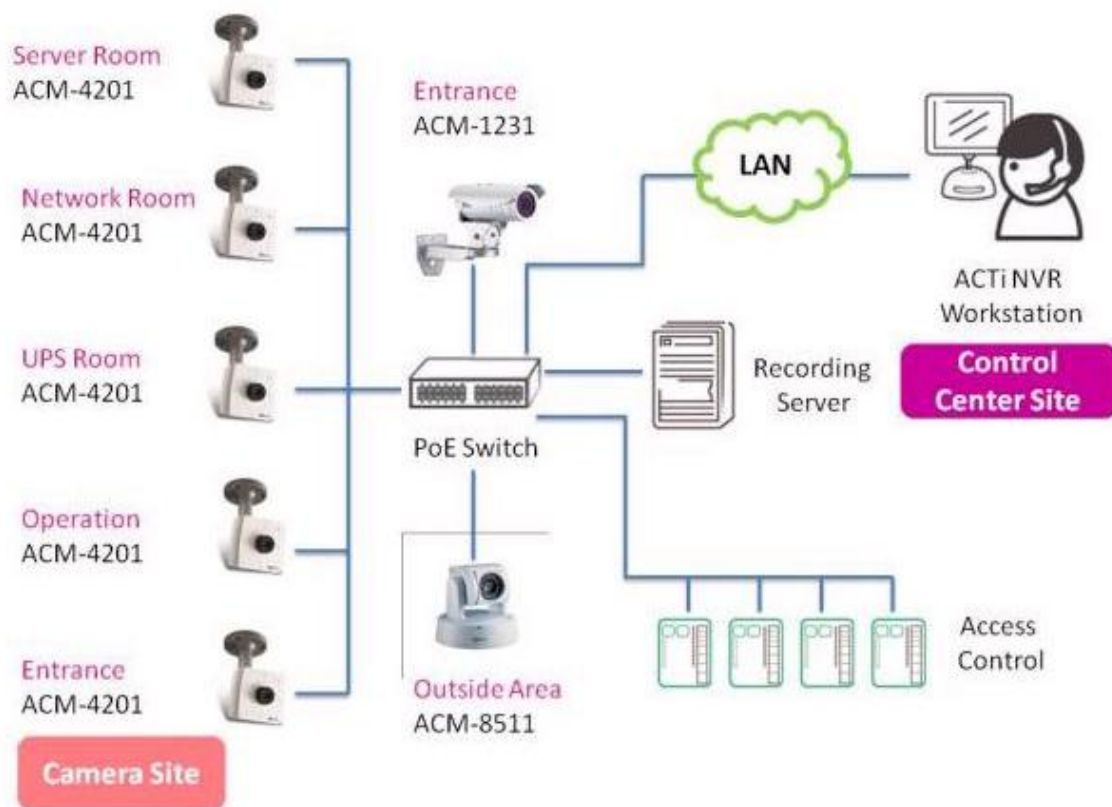 Server Room
ACM-4201
Network Room
ACM-4201
UPS Room
ACM-4201
Operation
ACM-4201
Entrance
ACM-4201
Camera Site
Entrance
ACM-1231
PoE Switch
Outside Area
ACM-8511
LAN
ACTi NVR
Workstation
Control
Center Site
Recording
Server
Access
Control